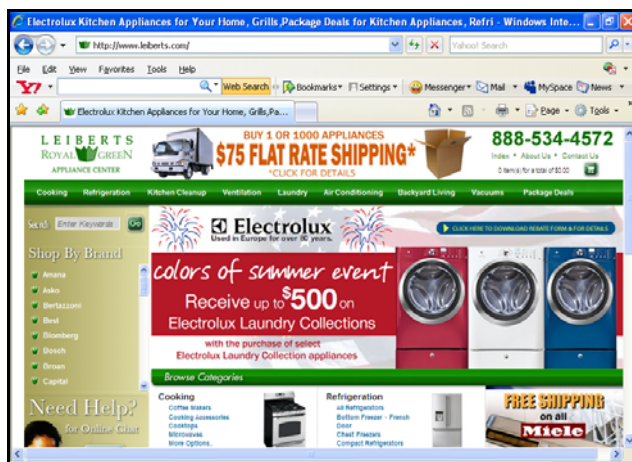 Electrolux Kitchen Appliances for Your Home, Grills,Package Deals for Kitchen Appliances, Refri - Windows Inte...
http://www.leiberts.com/
Yahoo! Search
File Edit View Favorites Tools Help
Y! Web Search Bookmarks Settings Messenger Mail MySpace News
Electrolux Kitchen Appliances for Your Home, Grills,Pa...
Page Tools
LEIBERTS
ROYAL GREEN
APPLIANCE CENTER
BUY 1 OR 1000 APPLIANCES
$75 FLAT RATE SHIPPING*
*CLICK FOR DETAILS
888-534-4572
Index • About Us • Contact Us
0 item(s) for a total of $0.00
Cooking Refrigeration Kitchen Cleanup Ventilation Laundry Air Conditioning Backyard Living Vacuums Package Deals
Search Enter Keywords Go
Shop By Brand
Amana
Asko
Bertazzoni
Best
Blomberg
Bosch
Broan
Capital
Need Help?
for Online Chat
Electrolux
Used in Europe for over 80 years.
CLICK HERE TO DOWNLOAD REBATE FORM & FOR DETAILS
colors of summer event
Receive up to $500 on
Electrolux Laundry Collections
with the purchase of select
Electrolux Laundry Collection appliances
Browse Categories
Cooking
Coffee Makers
Cooking Accessories
Cooktops
Microwaves
More Options..
Refrigeration
All Refrigerators
Bottom Freezer - French
Door
Chest Freezers
Compact Refrigerators
FREE SHIPPING
on all
Miele